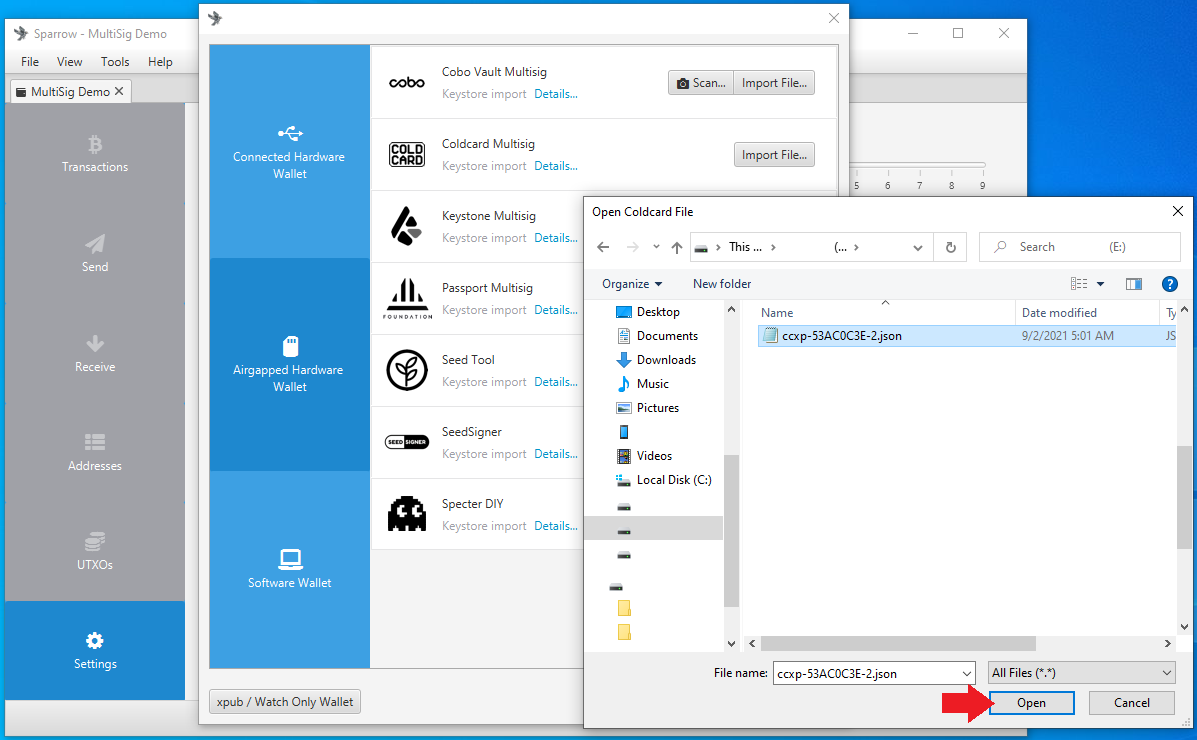 Sparrow - MultiSig Demo
File View Tools Help
MultiSig Demo
Transactions
Send
Receive
Addresses
UTXOs
Settings
Connected Hardware
Wallet
Airgapped Hardware
Wallet
Software Wallet
cobo
Cobo Vault Multisig
Keystore import Details...
Scan... Import File...
COLD
CARD
Coldcard Multisig
Keystore import Details...
Import File...
Keystone Multisig
Keystore import Details...
FOUNDATION
Passport Multisig
Keystore import Details...
Seed Tool
Keystore import Details...
SEED SIGNER
SeedSigner
Keystore import Details...
Specter DIY
Keystore import Details...
xpub / Watch Only Wallet
5 6 7 8 9
Open Coldcard File
This ... (...
Search (E:)
Organize New folder
?
Desktop
Documents
Downloads
Music
Pictures
Videos
Local Disk (C:)
Name Date modified Ty
ccxp-53AC0C3E-2.json 9/2/2021 5:01 AM JS
File name: ccxp-53AC0C3E-2.json All Files (*.*)
Open Cancel